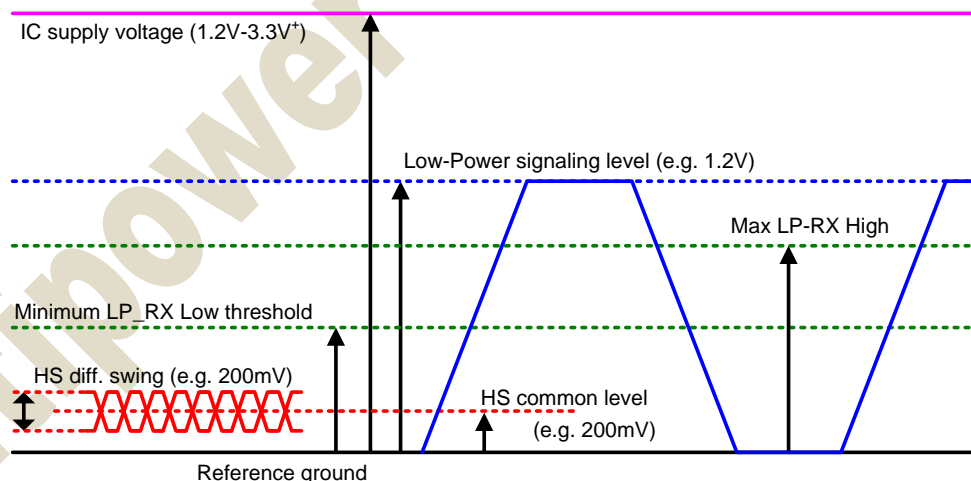 IC supply voltage (1.2V-3.3V⁺)
Low-Power signaling level (e.g. 1.2V)
Max LP-RX High
Minimum LP_RX Low threshold
HS diff. swing (e.g. 200mV)
HS common level
(e.g. 200mV)
Reference ground